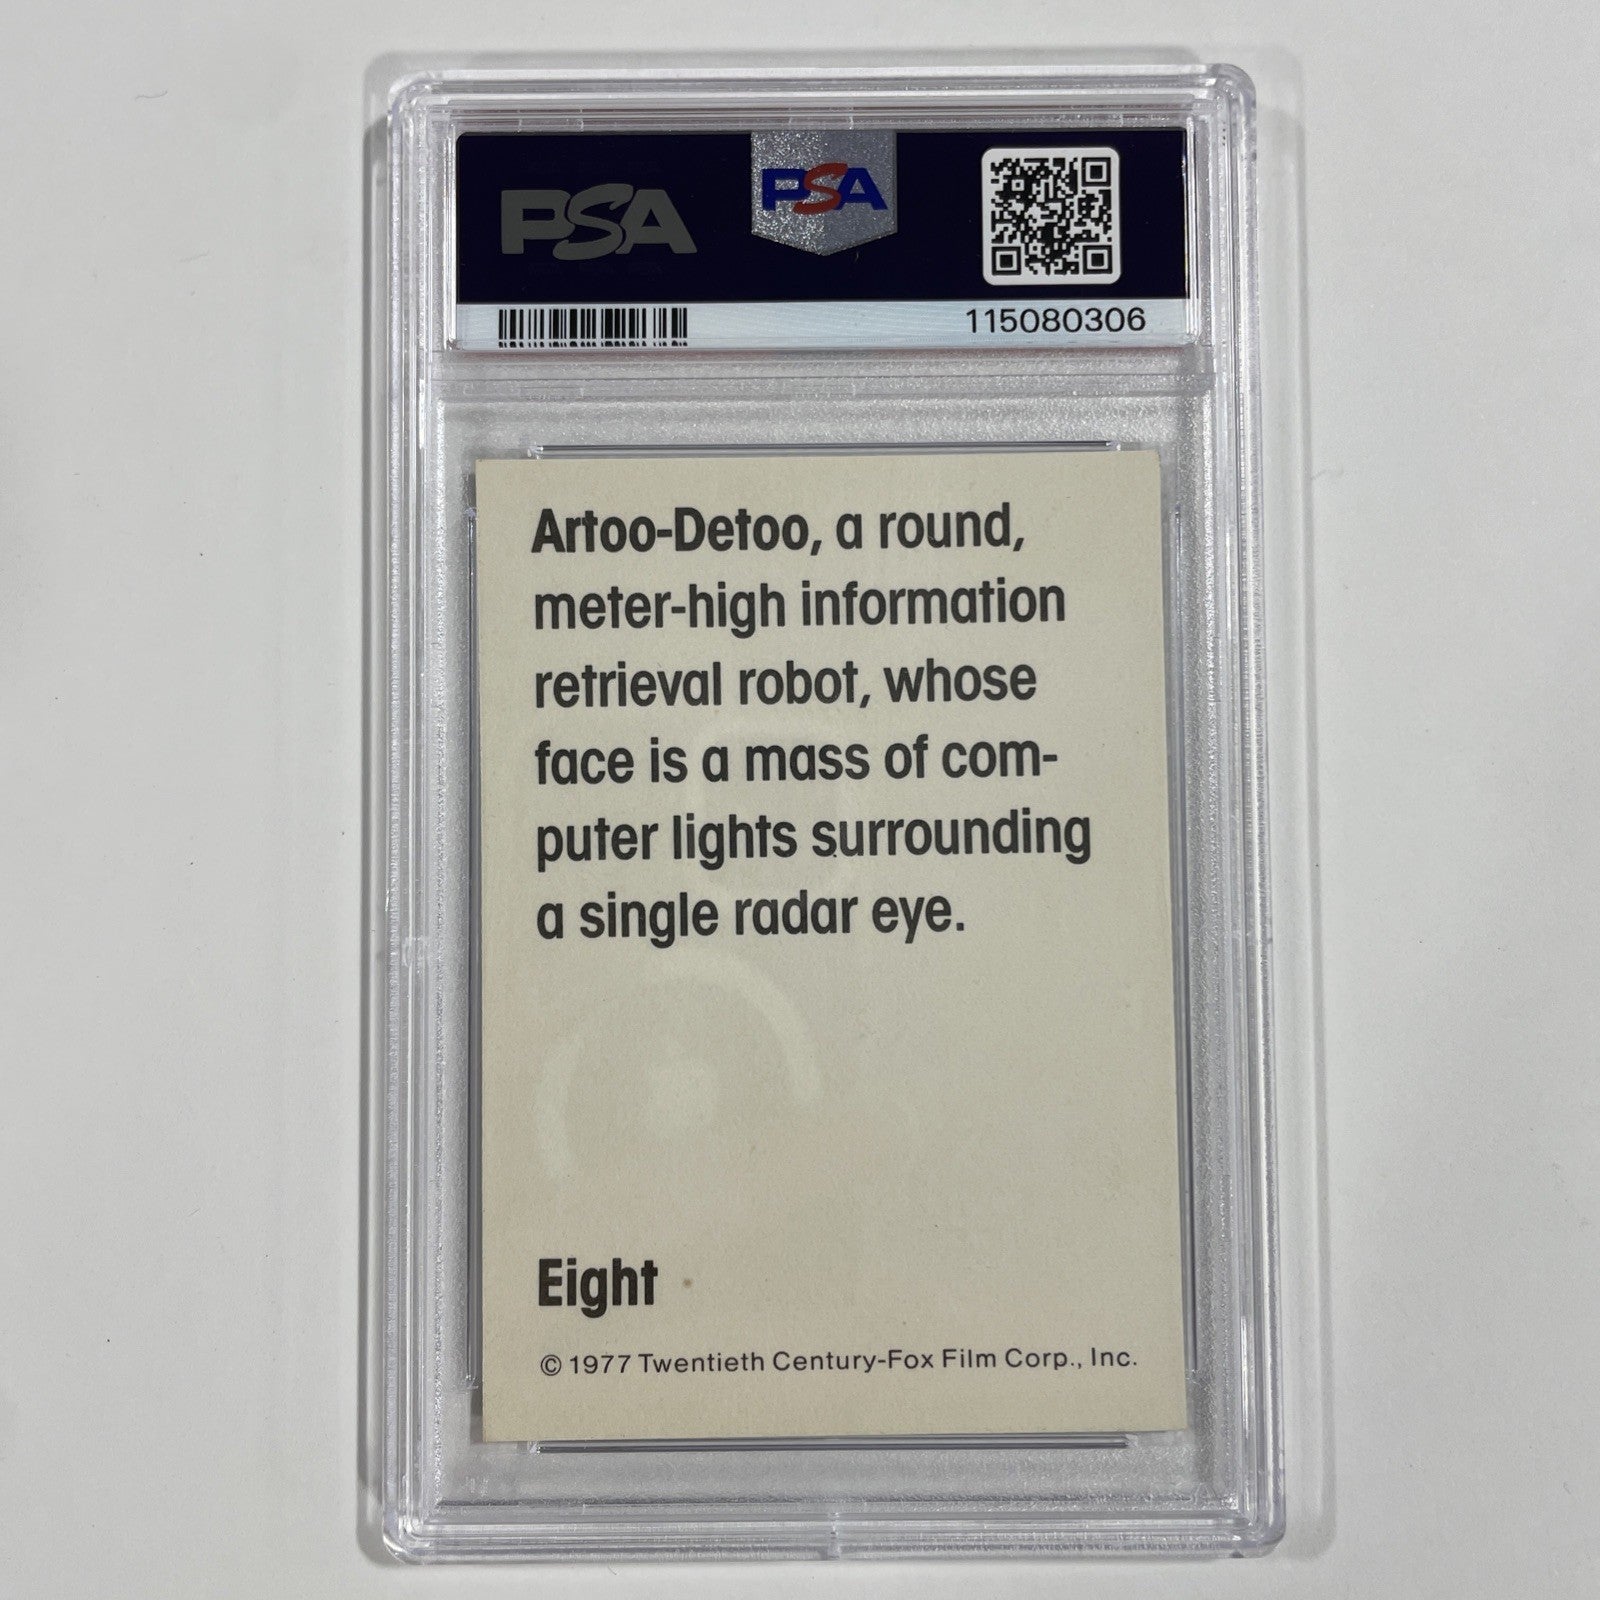 PSA
PSA
115080306
Artoo-Detoo, a round,
meter-high information
retrieval robot, whose
face is a mass of com-
puter lights surrounding
a single radar eye.
Eight
© 1977 Twentieth Century-Fox Film Corp., Inc.